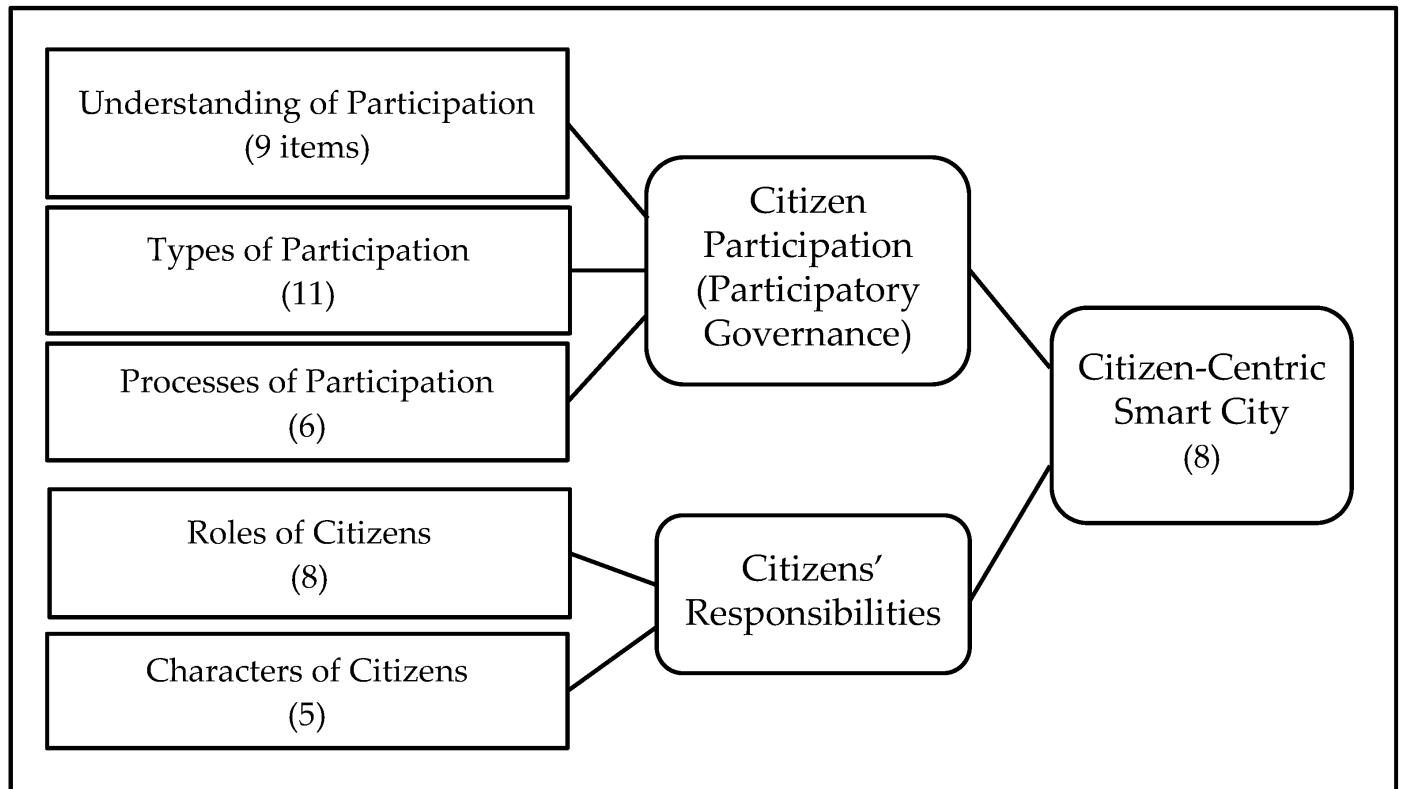 Understanding of Participation
(9 items)
Types of Participation
(11)
Processes of Participation
(6)
Roles of Citizens
(8)
Characters of Citizens
(5)
Citizen
Participation
(Participatory
Governance)
Citizens’
Responsibilities
Citizen-Centric
Smart City
(8)